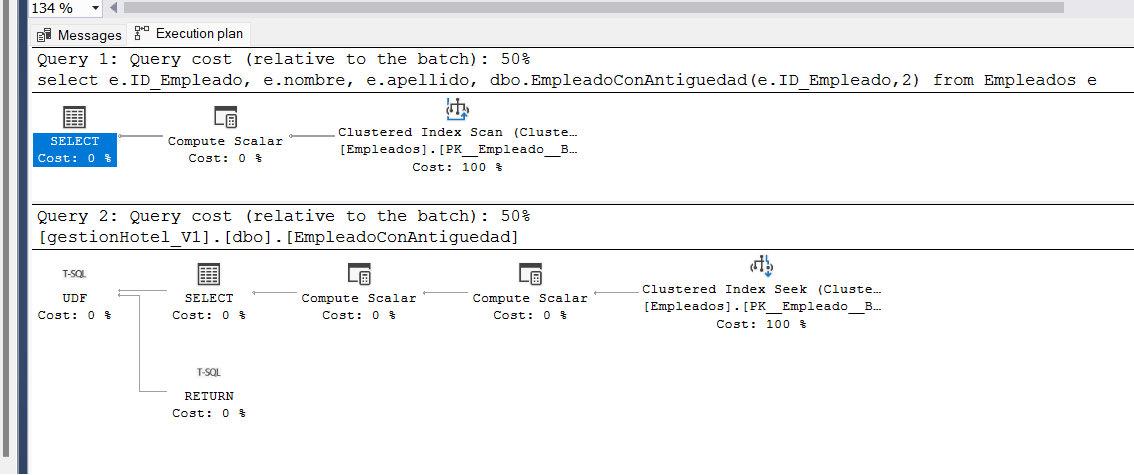 134 %
Messages
Execution plan
Query 1: Query cost (relative to the batch): 50%
select e.ID_Empleado, e.nombre, e.apellido, dbo.EmpleadoConAntiguedad(e.ID_Empleado,2) from Empleados e
SELECT
Cost: 0 %
Compute Scalar
Cost: 0 %
Clustered Index Scan (Cluste…
[Empleados].[PK__Empleado__B…
Cost: 100 %
Query 2: Query cost (relative to the batch): 50%
[gestionHotel_V1].[dbo].[EmpleadoConAntiguedad]
T-SQL
UDF
Cost: 0 %
SELECT
Cost: 0 %
Compute Scalar
Cost: 0 %
Compute Scalar
Cost: 0 %
Clustered Index Seek (Cluste…
[Empleados].[PK__Empleado__B…
Cost: 100 %
T-SQL
RETURN
Cost: 0 %